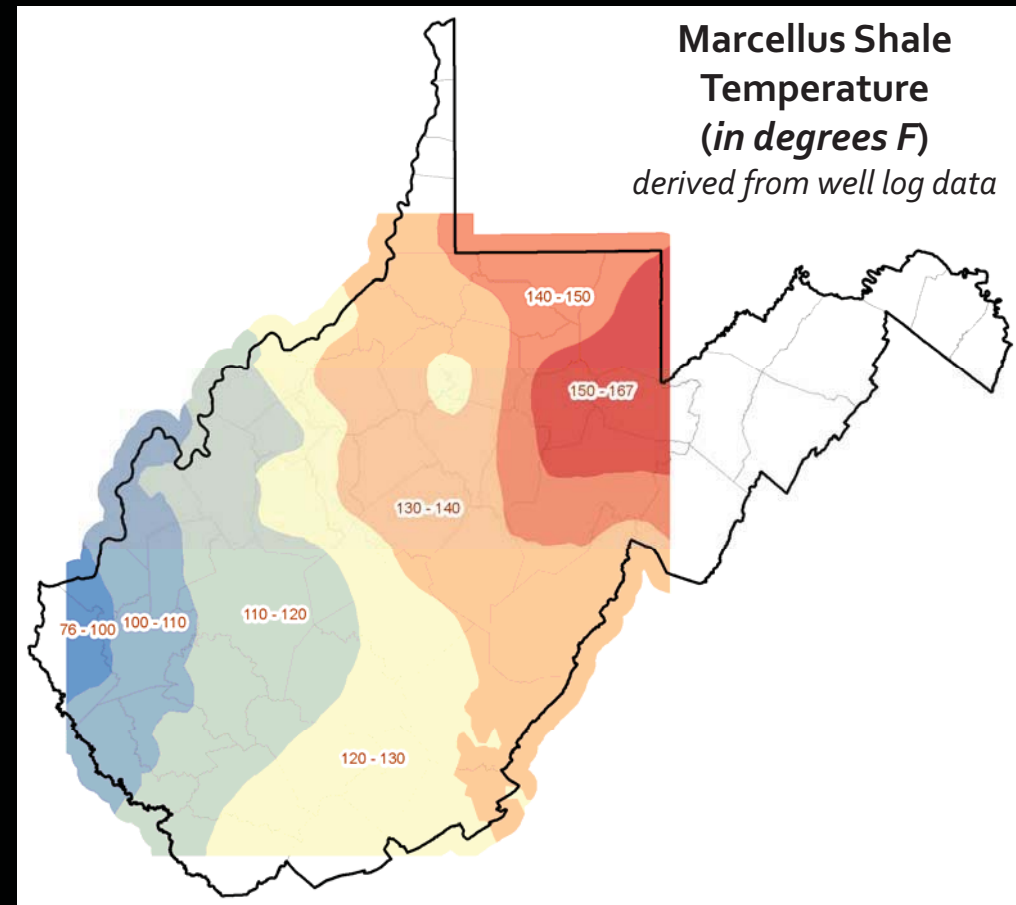 Marcellus Shale
Temperature
(in degrees F)
derived from well log data
140 - 150
150 - 167
130 - 140
76 - 100
100 - 110
110 - 120
120 - 130